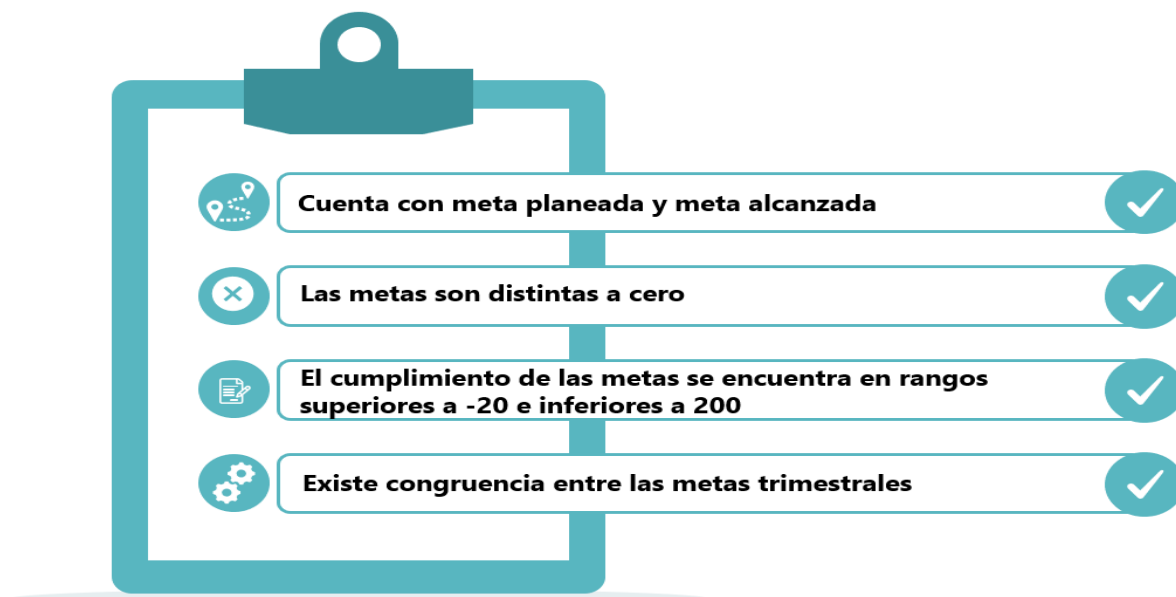 Cuenta con meta planeada y meta alcanzada
Las metas son distintas a cero
El cumplimiento de las metas se encuentra en rangos
superiores a -20 e inferiores a 200
Existe congruencia entre las metas trimestrales